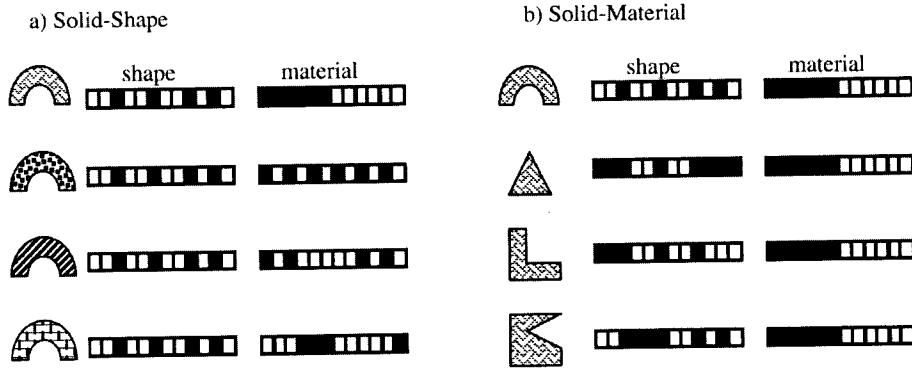 a) Solid-Shape
shape
material
b) Solid-Material
shape
material